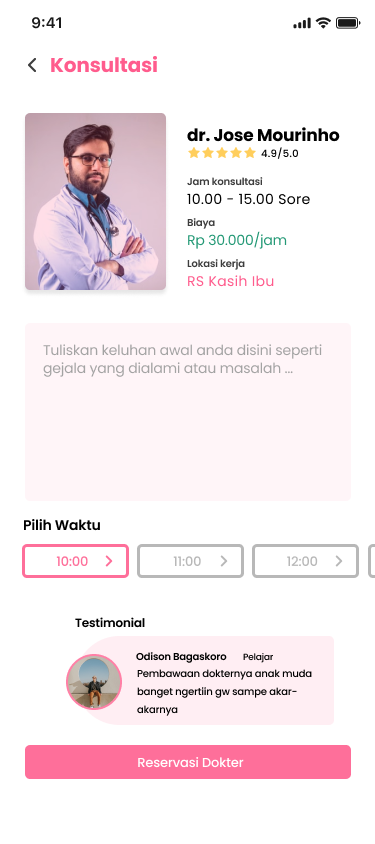 9:41
Konsultasi
dr. Jose Mourinho
4.9/5.0
Jam konsultasi
10.00 - 15.00 Sore
Biaya
Rp 30.000/jam
Lokasi kerja
RS Kasih Ibu
Tuliskan keluhan awal anda disini seperti
gejala yang dialami atau masalah ...
Pilih Waktu
10:00
11:00
12:00
Testimonial
Odison Bagaskoro Pelajar
Pembawaan dokternya anak muda
banget ngertiin gw sampe akar-
akarnya
Reservasi Dokter